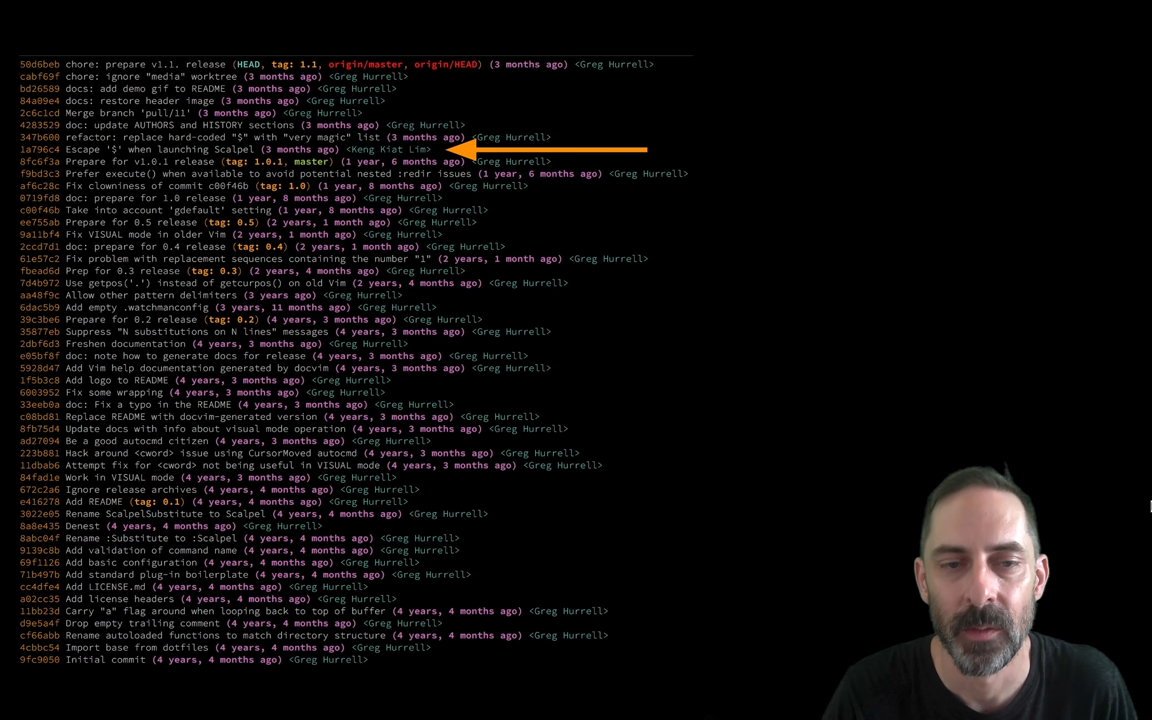 50d6beb chore: prepare v1.1. release (HEAD, tag: 1.1, origin/master, origin/HEAD) (3 months ago) <Greg Hurrell>
cabf69f chore: ignore "media" worktree (3 months ago) <Greg Hurrell>
bd26589 docs: add demo gif to README (3 months ago) <Greg Hurrell>
84a09e4 docs: restore header image (3 months ago) <Greg Hurrell>
2c6c1cd Merge branch 'pull/11' (3 months ago) <Greg Hurrell>
4283529 doc: update AUTHORS and HISTORY sections (3 months ago) <Greg Hurrell>
347b600 refactor: replace hard-coded "$" with "very magic" list (3 months ago) <Greg Hurrell>
1a796c4 Escape '$' when launching Scalpel (3 months ago) <Keng Kiat Lim>
8fc6f3a Prepare for v1.0.1 release (tag: 1.0.1, master) (1 year, 6 months ago) <Greg Hurrell>
f9bd3c3 Prefer execute() when available to avoid potential nested :redir issues (1 year, 6 months ago) <Greg Hurrell>
af6c28c Fix clowniness of commit c00f46b (tag: 1.0) (1 year, 8 months ago) <Greg Hurrell>
0719fd8 doc: prepare for 1.0 release (1 year, 8 months ago) <Greg Hurrell>
c00f46b Take into account 'gdefault' setting (1 year, 8 months ago) <Greg Hurrell>
ee755ab Prepare for 0.5 release (tag: 0.5) (2 years, 1 month ago) <Greg Hurrell>
9a11bf4 Fix VISUAL mode in older Vim (2 years, 1 month ago) <Greg Hurrell>
2ccd7d1 doc: prepare for 0.4 release (tag: 0.4) (2 years, 1 month ago) <Greg Hurrell>
61e57c2 Fix problem with replacement sequences containing the number "1" (2 years, 1 month ago) <Greg Hurrell>
fbead6d Prep for 0.3 release (tag: 0.3) (2 years, 4 months ago) <Greg Hurrell>
7d4b972 Use getpos('.') instead of getcurpos() on old Vim (2 years, 4 months ago) <Greg Hurrell>
aa48f9c Allow other pattern delimiters (3 years ago) <Greg Hurrell>
6dac5b9 Add empty .watchmanconfig (3 years, 11 months ago) <Greg Hurrell>
39c3be6 Prepare for 0.2 release (tag: 0.2) (4 years, 3 months ago) <Greg Hurrell>
35877eb Suppress "N substitutions on N lines" messages (4 years, 3 months ago) <Greg Hurrell>
2dbf6d3 Freshen documentation (4 years, 3 months ago) <Greg Hurrell>
e05bf8f doc: note how to generate docs for release (4 years, 3 months ago) <Greg Hurrell>
5928d47 Add Vim help documentation generated by docvim (4 years, 3 months ago) <Greg Hurrell>
1f5b3c8 Add logo to README (4 years, 3 months ago) <Greg Hurrell>
6003952 Fix some wrapping (4 years, 3 months ago) <Greg Hurrell>
33eeb0a doc: Fix a typo in the README (4 years, 3 months ago) <Greg Hurrell>
c08bd81 Replace README with docvim-generated version (4 years, 3 months ago) <Greg Hurrell>
8fb75d4 Update docs with info about visual mode operation (4 years, 3 months ago) <Greg Hurrell>
ad27094 Be a good autocmd citizen (4 years, 3 months ago) <Greg Hurrell>
223b881 Hack around <cword> issue using CursorMoved autocmd (4 years, 3 months ago) <Greg Hurrell>
11dbab6 Attempt fix for <cword> not being useful in VISUAL mode (4 years, 3 months ago) <Greg Hurrell>
84fad1e Work in VISUAL mode (4 years, 3 months ago) <Greg Hurrell>
672c2a6 Ignore release archives (4 years, 4 months ago) <Greg Hurrell>
e416278 Add README (tag: 0.1) (4 years, 4 months ago) <Greg Hurrell>
3022e05 Rename ScalpelSubstitute to Scalpel (4 years, 4 months ago) <Greg Hurrell>
8a8e435 Denest (4 years, 4 months ago) <Greg Hurrell>
8abc04f Rename :Substitute to :Scalpel (4 years, 4 months ago) <Greg Hurrell>
9139c8b Add validation of command name (4 years, 4 months ago) <Greg Hurrell>
69f1126 Add basic configuration (4 years, 4 months ago) <Greg Hurrell>
71b497b Add standard plug-in boilerplate (4 years, 4 months ago) <Greg Hurrell>
cc4dfe4 Add LICENSE.md (4 years, 4 months ago) <Greg Hurrell>
a02cc35 Add license headers (4 years, 4 months ago) <Greg Hurrell>
11bb23d Carry "a" flag around when looping back to top of buffer (4 years, 4 months ago) <Greg Hurrell>
d9e5a4f Drop empty trailing comment (4 years, 4 months ago) <Greg Hurrell>
cf66abb Rename autoloaded functions to match directory structure (4 years, 4 months ago) <Greg Hurrell>
4cbbc54 Import base from dotfiles (4 years, 4 months ago) <Greg Hurrell>
9fc9050 Initial commit (4 years, 4 months ago) <Greg Hurrell>